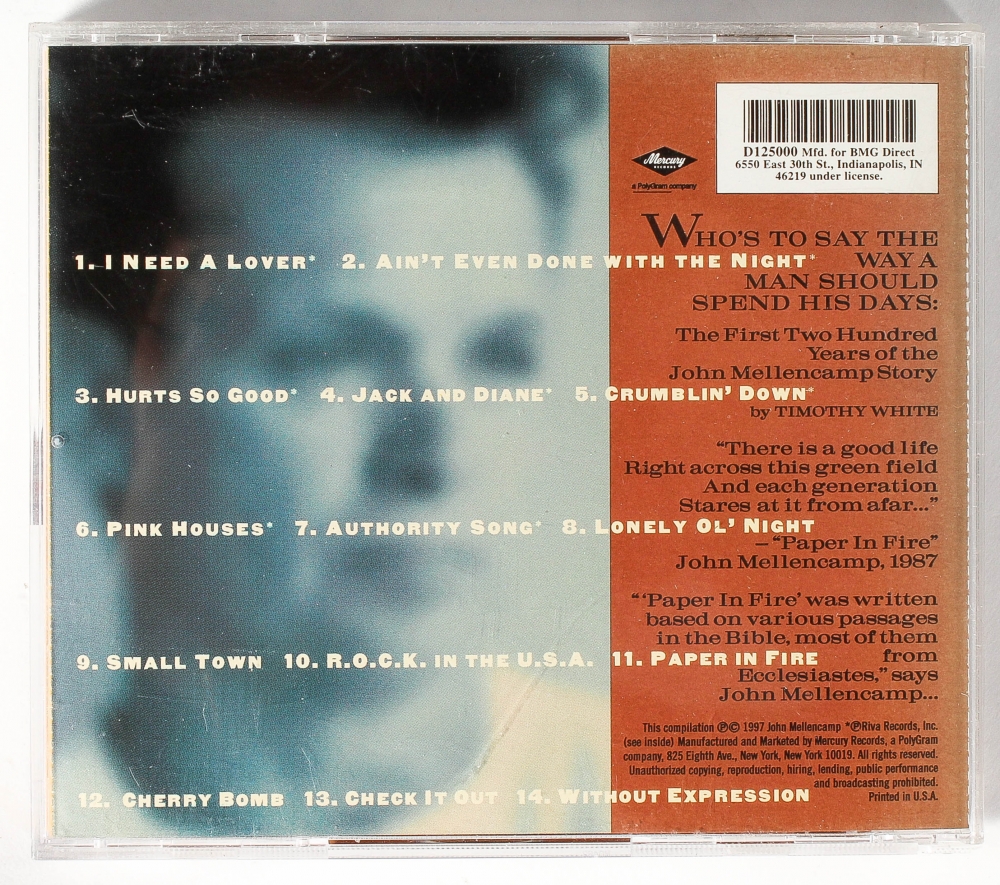 1. I Need A Lover* 2. Ain't Even Done with the Night*
3. Hurts So Good* 4. Jack and Diane* 5. Crumblin' Down*
6. Pink Houses* 7. Authority Song* 8. Lonely Ol' Night
9. Small Town 10. R.O.C.K. in the U.S.A. 11. Paper in Fire
12. Cherry Bomb 13. Check It Out 14. Without Expression
Mercury
RECORDS
a PolyGram company
D125000 Mfd. for BMG Direct
6550 East 30th St., Indianapolis, IN
46219 under license.
WHO'S TO SAY THE
WAY A
MAN SHOULD
SPEND HIS DAYS:
The First Two Hundred
Years of the
John Mellencamp Story
by TIMOTHY WHITE
"There is a good life
Right across this green field
And each generation
Stares at it from afar..."
–"Paper In Fire"
John Mellencamp, 1987
"'Paper In Fire' was written
based on various passages
in the Bible, most of them
from
Ecclesiastes," says
John Mellencamp...
This compilation ℗© 1997 John Mellencamp *℗Riva Records, Inc.
(see inside) Manufactured and Marketed by Mercury Records, a PolyGram
company, 825 Eighth Ave., New York, New York 10019. All rights reserved.
Unauthorized copying, reproduction, hiring, lending, public performance
and broadcasting prohibited.
Printed in U.S.A.